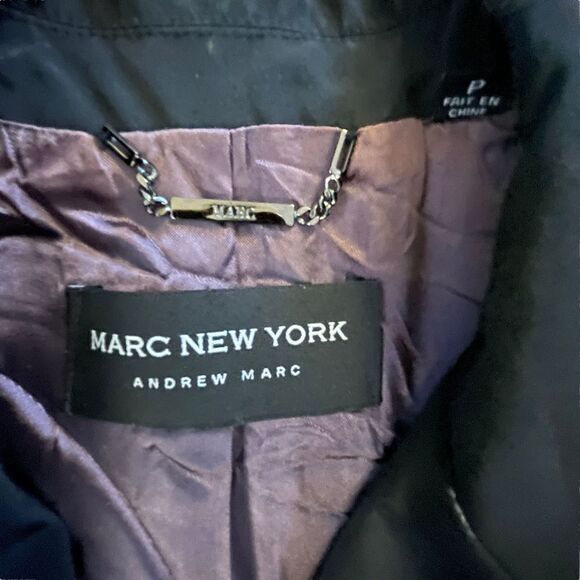 P
FAIT EN
CHINE
MARC
MARC NEW YORK
ANDREW MARC